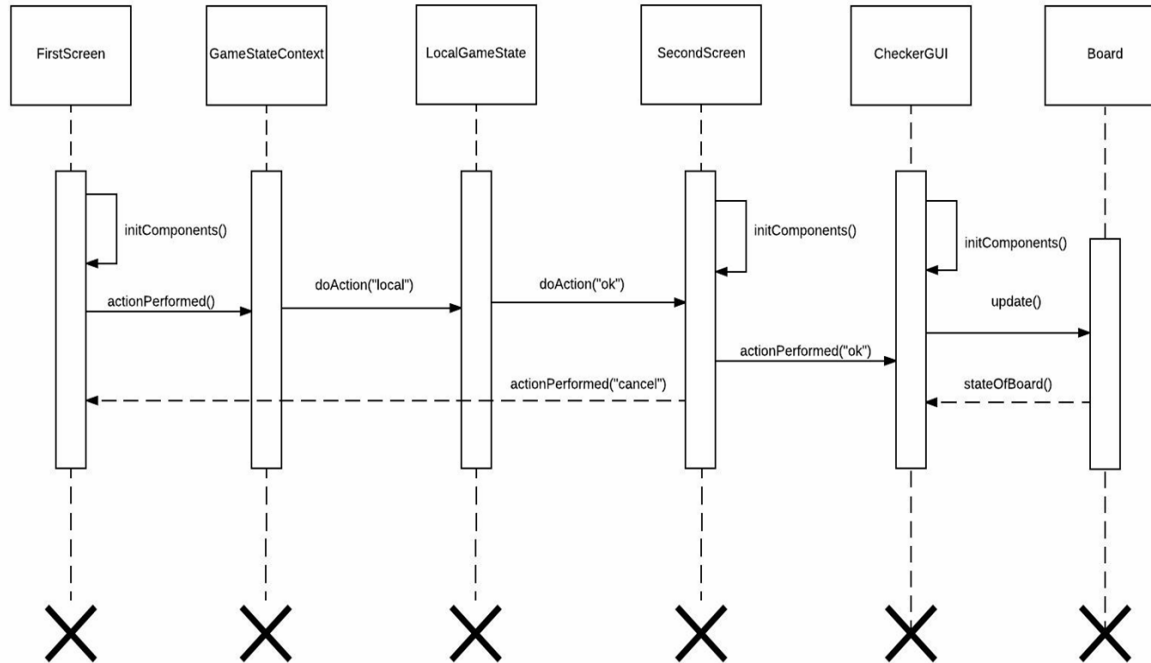 FirstScreen
GameStateContext
LocalGameState
SecondScreen
CheckerGUI
Board
initComponents()
initComponents()
initComponents()
actionPerformed()
doAction("local")
doAction("ok")
update()
actionPerformed("ok")
actionPerformed("cancel")
stateOfBoard()